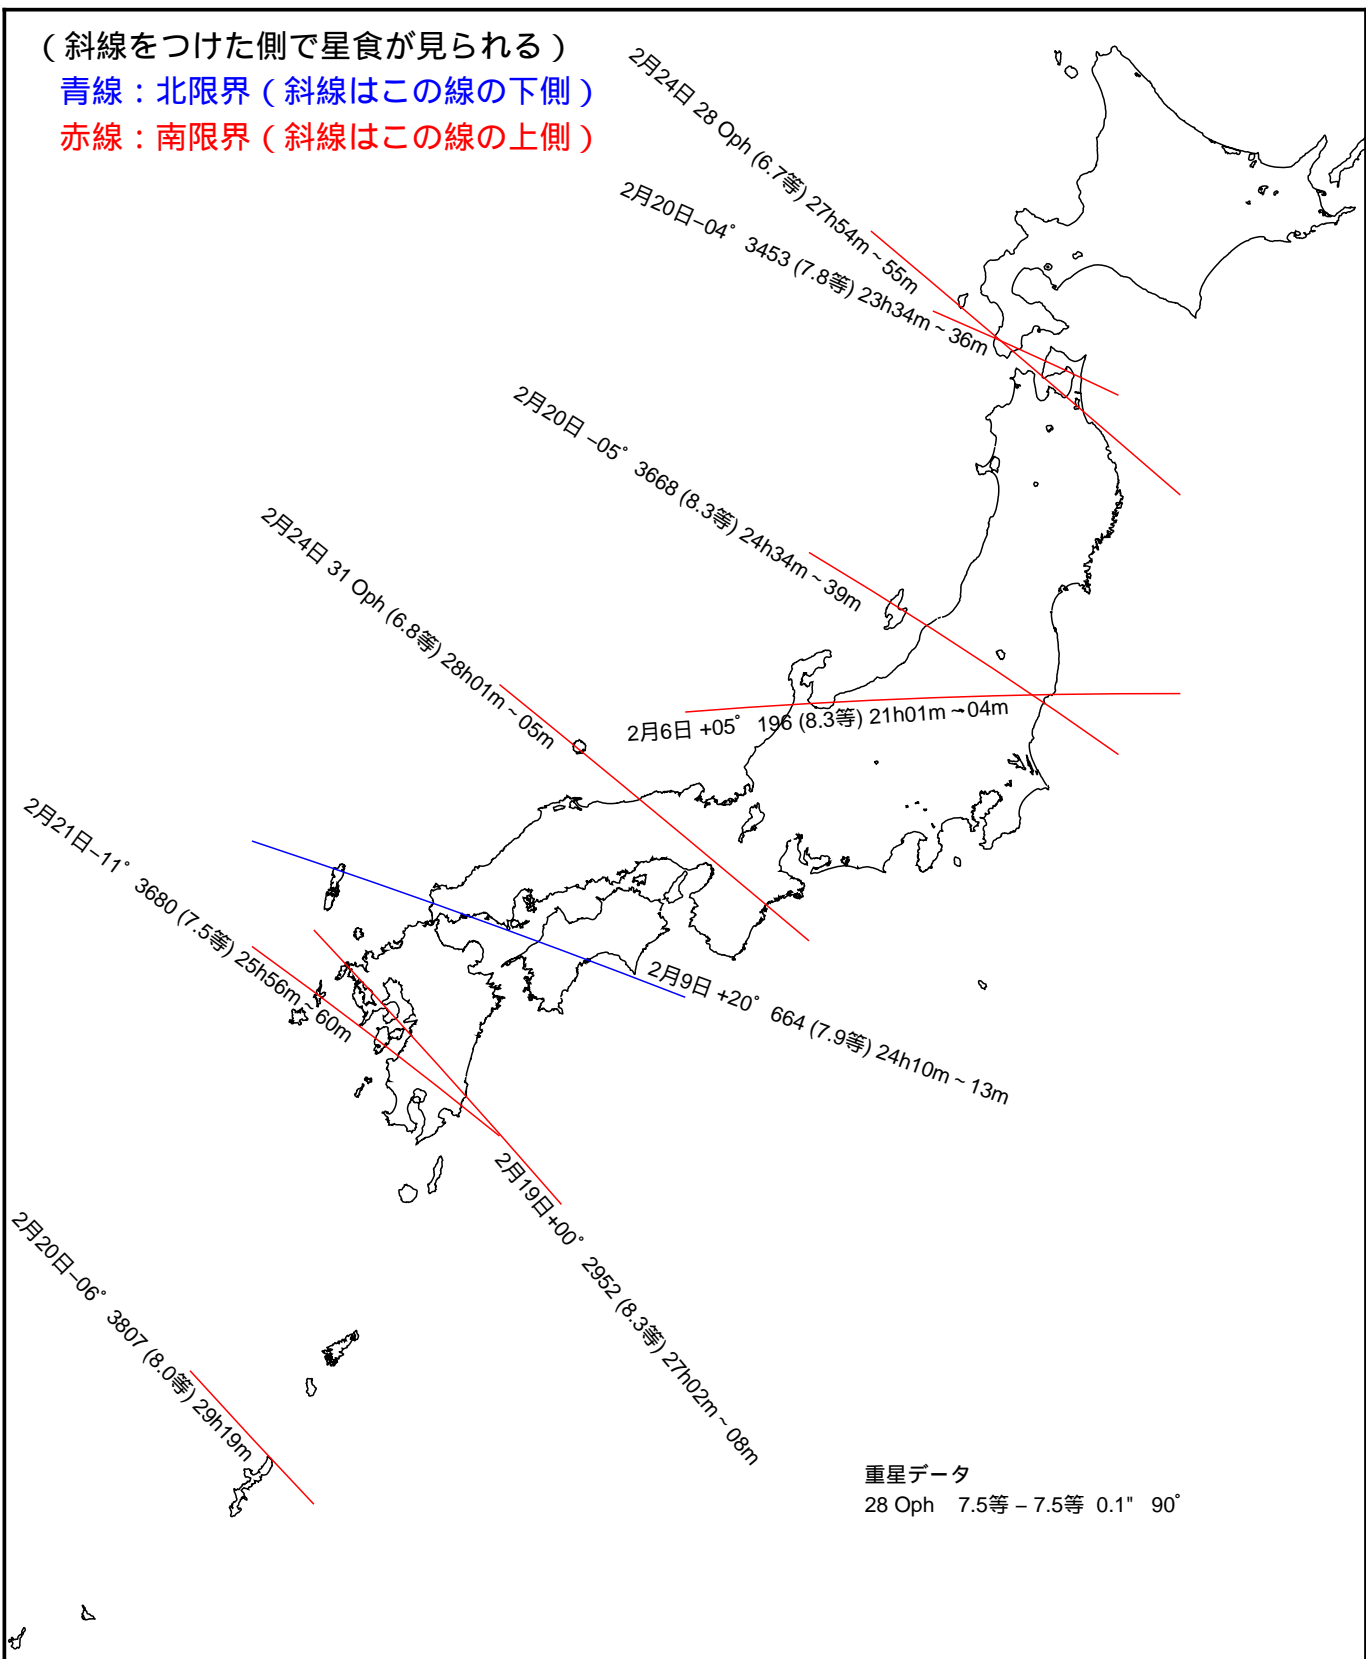 （斜線をつけた側で星食が見られる）
青線：北限界（斜線はこの線の下側）
赤線：南限界（斜線はこの線の上側）
2月24日 28 Oph (6.7等) 27h54m ~ 55m
2月20日−04° 3453 (7.8等) 23h34m ~ 36m
2月20日 −05° 3668 (8.3等) 24h34m ~ 39m
2月24日 31 Oph (6.8等) 28h01m ~ 05m
2月6日 +05° 196 (8.3等) 21h01m ~ 04m
2月21日−11° 3680 (7.5等) 25h56m ~ 60m
2月9日 +20° 664 (7.9等) 24h10m ~ 13m
2月19日+00° 2952 (8.3等) 27h02m ~ 08m
2月20日−06° 3807 (8.0等) 29h19m
重星データ
28 Oph 7.5等 − 7.5等 0.1" 90°